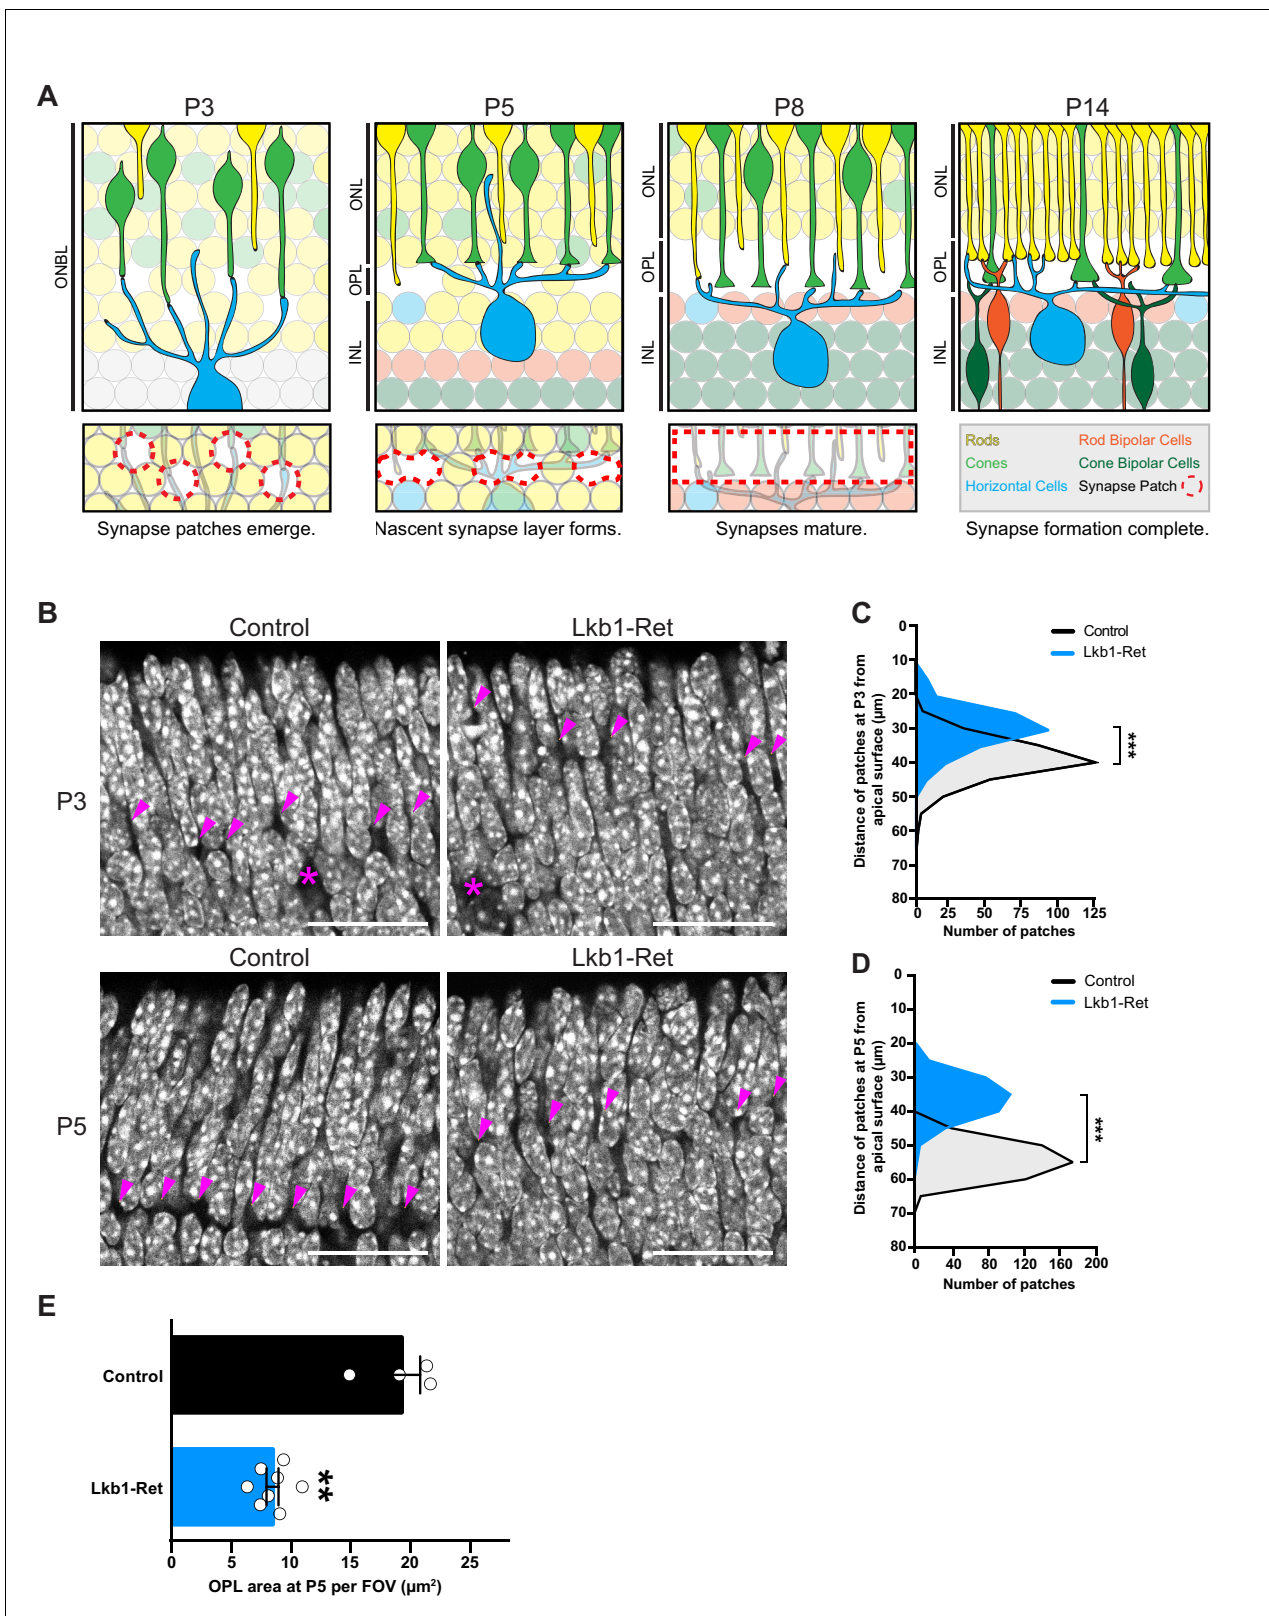 A
P3
P5
P8
P14
ONBL
ONL
OPL
INL
ONL
OPL
INL
ONL
OPL
INL
Rods
Cones
Horizontal Cells
Rod Bipolar Cells
Cone Bipolar Cells
Synapse Patch
Synapse patches emerge.
Nascent synapse layer forms.
Synapses mature.
Synapse formation complete.
B
Control
Lkb1-Ret
P3
*
*
Control
Lkb1-Ret
P5
C
Control
Lkb1-Ret
0
10
20
30
40
50
60
70
80
0 25 50 75 100 125
Number of patches
Distance of patches at P3 from
apical surface (µm)
***
D
Control
Lkb1-Ret
0
10
20
30
40
50
60
70
80
0 40 80 120 160 200
Number of patches
Distance of patches at P5 from
apical surface (µm)
***
E
Control
Lkb1-Ret
**
0 5 10 15 20 25
OPL area at P5 per FOV (µm²)